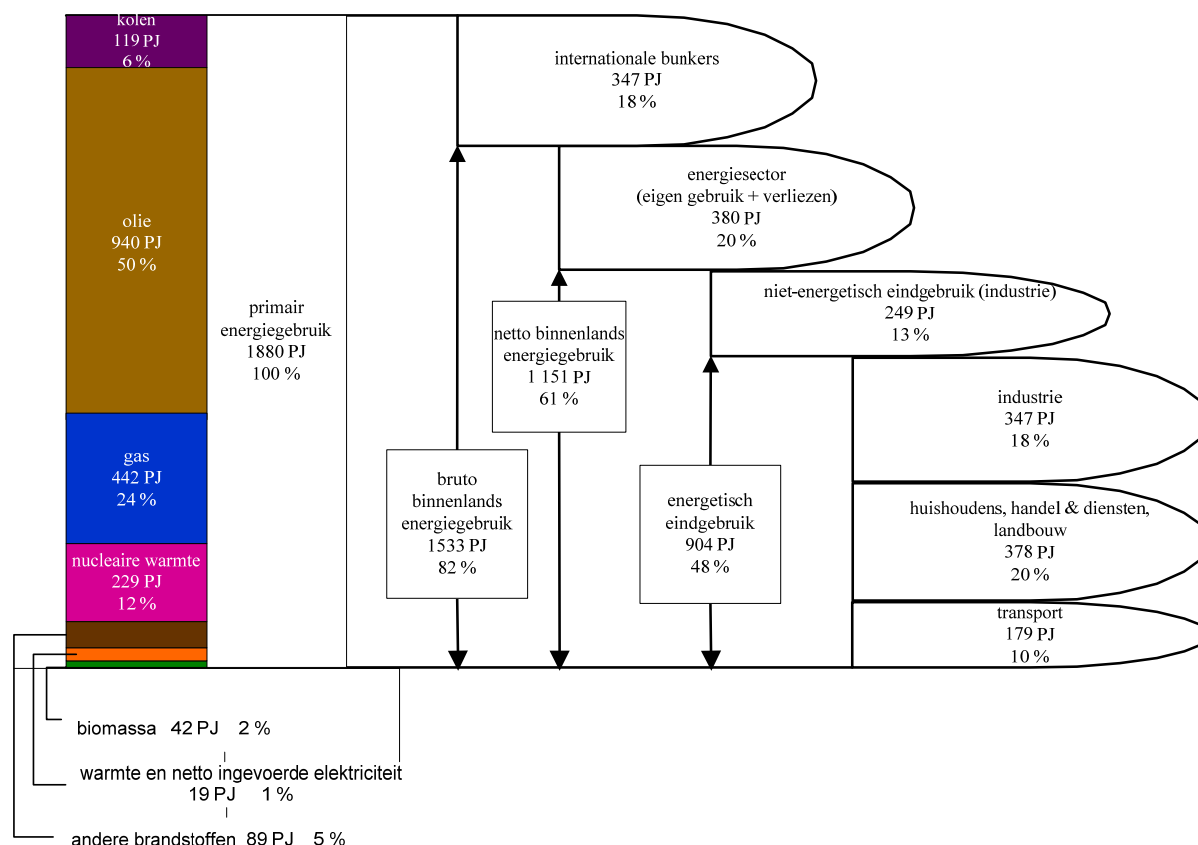 kolen
119 PJ
6 %
olie
940 PJ
50 %
gas
442 PJ
24 %
nucleaire warmte
229 PJ
12 %
primair
energiegebruik
1880 PJ
100 %
internationale bunkers
347 PJ
18 %
energiesector
(eigen gebruik + verliezen)
380 PJ
20 %
niet-energetisch eindgebruik (industrie)
249 PJ
13 %
netto binnenlands
energiegebruik
1 151 PJ
61 %
bruto
binnenlands
energiegebruik
1533 PJ
82 %
energetisch
eindgebruik
904 PJ
48 %
industrie
347 PJ
18 %
huishoudens, handel & diensten,
landbouw
378 PJ
20 %
transport
179 PJ
10 %
biomassa 42 PJ 2 %
warmte en netto ingevoerde elektriciteit
19 PJ 1 %
andere brandstoffen 89 PJ 5 %